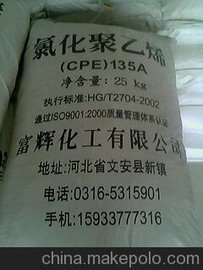 氯化聚乙烯
(CPE)135A
净含量:25kg
执行标准:HG/T2704-2002
通过ISO9001:2000质量管理体系认证
富辉化工有限公司
地址:河北省文安县新镇
电话:0316-5315901
手机:15933777316
china.makepolo.com